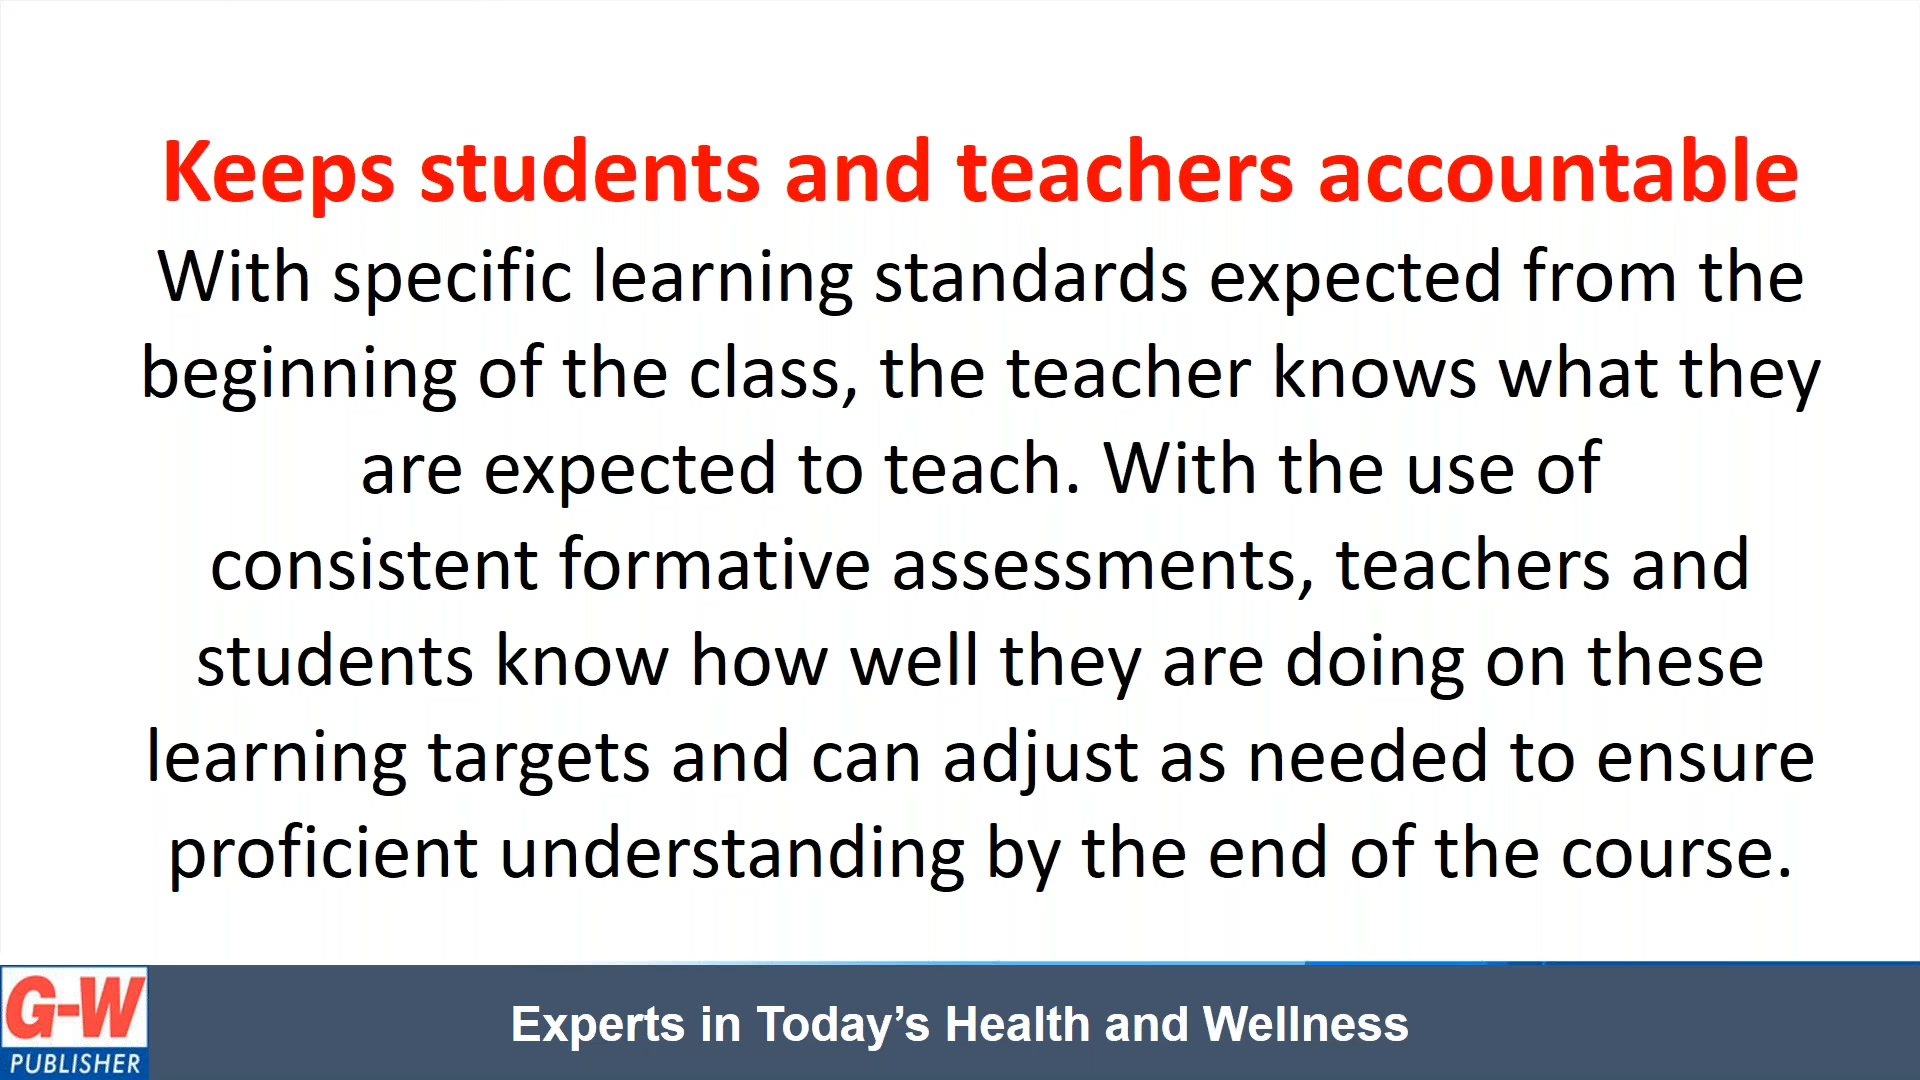 Keeps students and teachers accountable
With specific learning standards expected from the
beginning of the class, the teacher knows what they
are expected to teach. With the use of
consistent formative assessments, teachers and
students know how well they are doing on these
learning targets and can adjust as needed to ensure
proficient understanding by the end of the course.
G-W
PUBLISHER
Experts in Today’s Health and Wellness